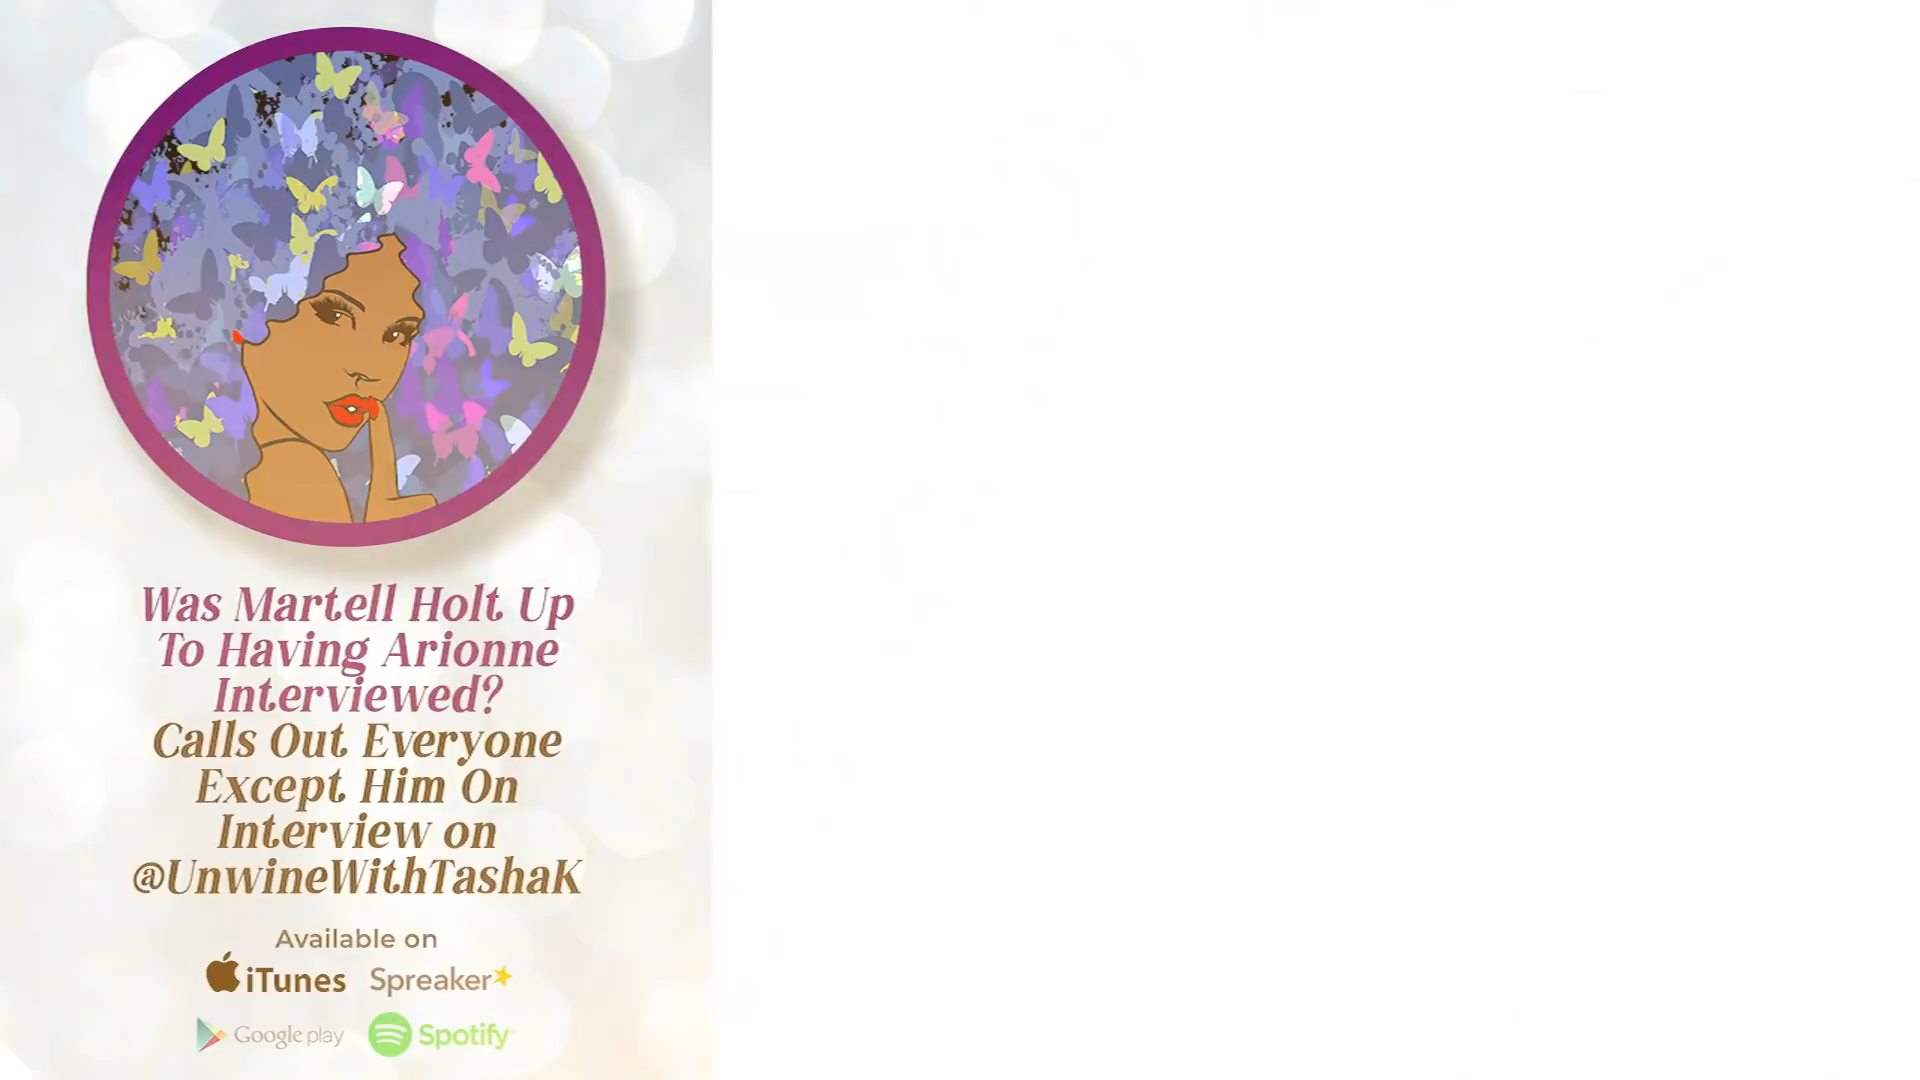 Was Martell Holt Up
To Having Arionne
Interviewed?
Calls Out Everyone
Except Him On
Interview on
@UnwineWithTashaK
Available on
iTunes Spreaker
Google play Spotify